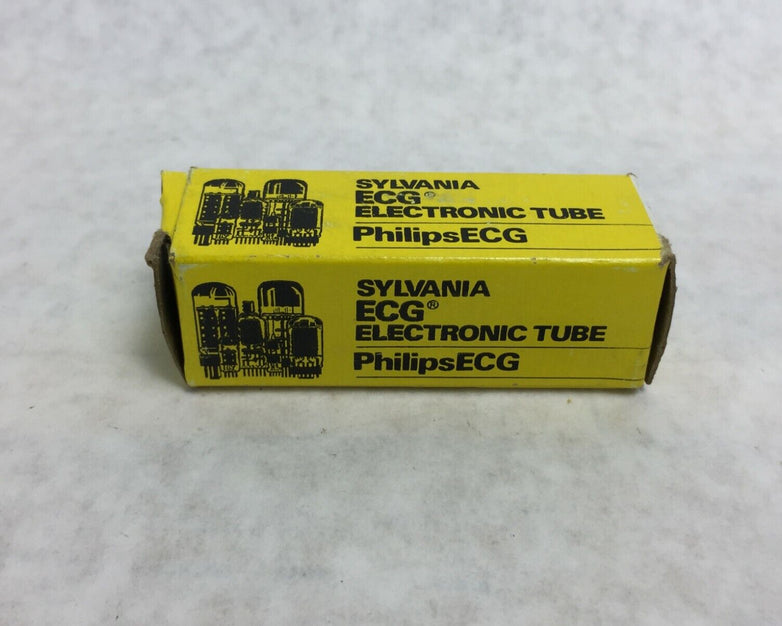 SYLVANIA
ECG®
ELECTRONIC TUBE
PhilipsECG
SYLVANIA
ECG®
ELECTRONIC TUBE
PhilipsECG